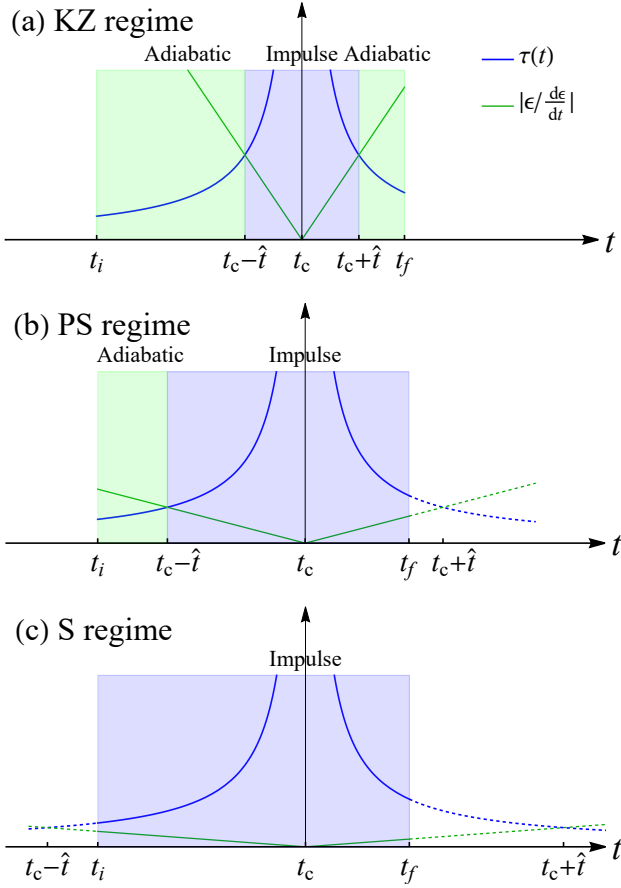 (a) KZ regime
Adiabatic Impulse Adiabatic
τ(t)
|ϵ/dϵ/dt|
t_i t_c−t̂ t_c t_c+t̂ t_f t
(b) PS regime
Adiabatic Impulse
t_i t_c−t̂ t_c t_f t_c+t̂ t
(c) S regime
Impulse
t_c−t̂ t_i t_c t_f t_c+t̂ t